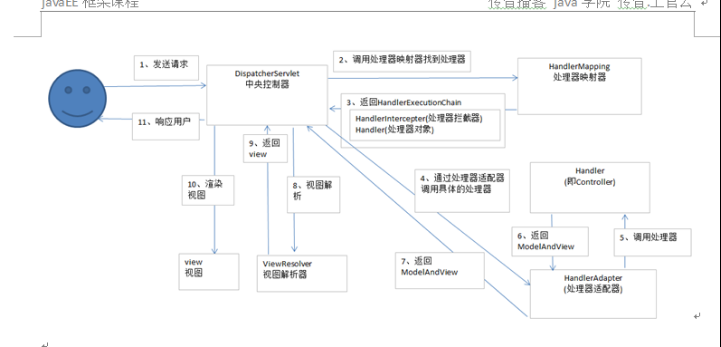 javaEE 框架课程
传智播客 java 学院 传智.王官云
1、发送请求
2、调用处理器映射器找到处理器
HandlerMapping
处理器映射器
DispatcherServlet
中央控制器
3、返回HandlerExecutionChain
HandlerIntercepter(处理器拦截器)
Handler(处理器对象)
11、响应用户
9、返回
view
10、渲染
视图
8、视图解
析
4、通过处理器适配器
调用具体的处理器
Handler
(即Controller)
6、返回
ModelAndView
5、调用处理器
7、返回
ModelAndView
view
视图
ViewResolver
视图解析器
HandlerAdapter
(处理器适配器)